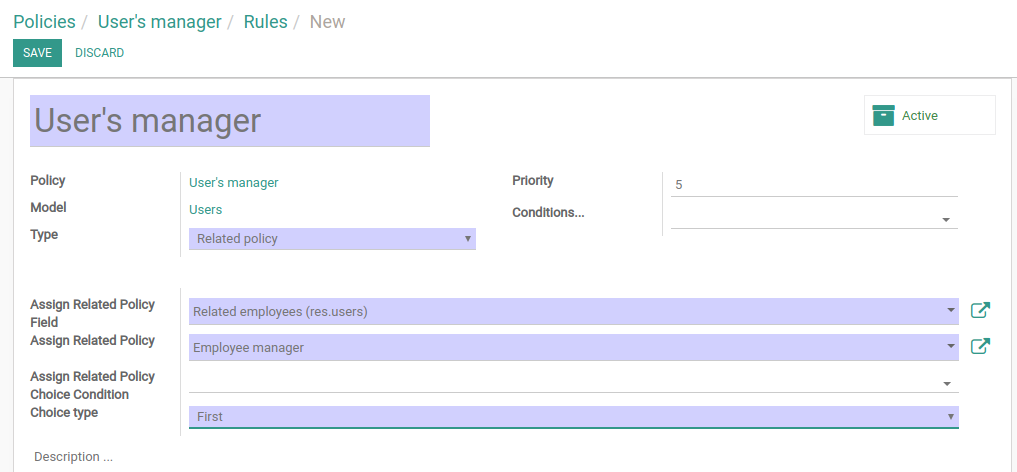 Policies / User's manager / Rules / New
SAVE DISCARD
User's manager
Active
Policy User's manager
Model Users
Type Related policy
Priority 5
Conditions...
Assign Related Policy
Field
Related employees (res.users)
Assign Related Policy Employee manager
Assign Related Policy
Choice Condition
Choice type First
Description ...